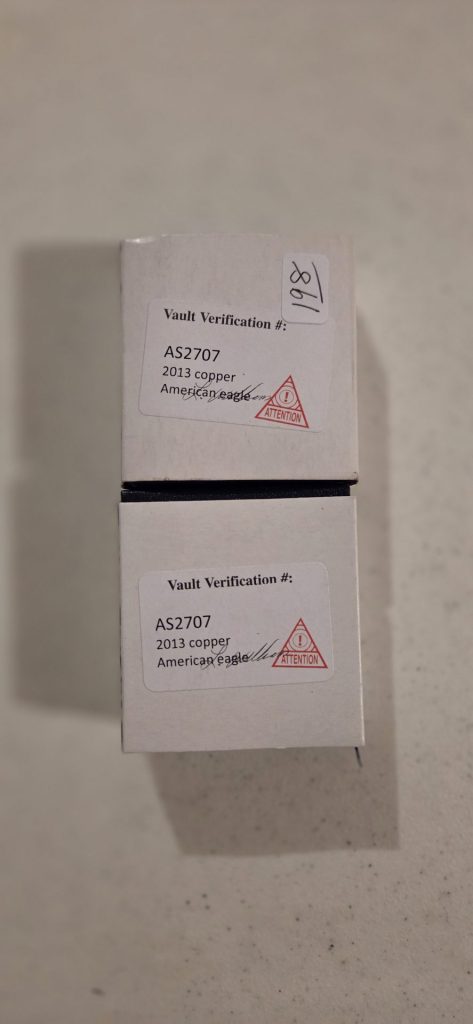 198
Vault Verification #:
AS2707
2013 copper
American eagle
!
ATTENTION
Vault Verification #:
AS2707
2013 copper
American eagle
!
ATTENTION